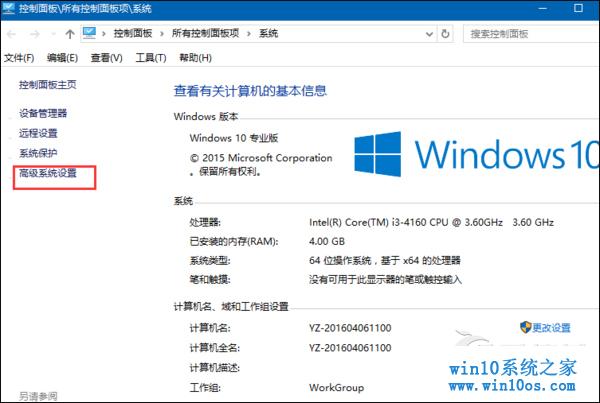 控制面板\所有控制面板项\系统
控制面板 > 所有控制面板项 > 系统
搜索控制面板
文件(F) 编辑(E) 查看(V) 工具(T) 帮助(H)
控制面板主页
设备管理器
远程设置
系统保护
高级系统设置
查看有关计算机的基本信息
Windows 版本
Windows 10 专业版
© 2015 Microsoft Corporation
。保留所有权利。
Windows 10
系统
处理器: Intel(R) Core(TM) i3-4160 CPU @ 3.60GHz 3.60 GHz
已安装的内存(RAM): 4.00 GB
系统类型: 64 位操作系统，基于 x64 的处理器
笔和触摸: 没有可用于此显示器的笔或触控输入
计算机名、域和工作组设置
计算机名: YZ-201604061100
更改设置
计算机全名: YZ-201604061100
计算机描述:
工作组: WorkGroup
另请参阅
win10系统之家
www.win10os.com